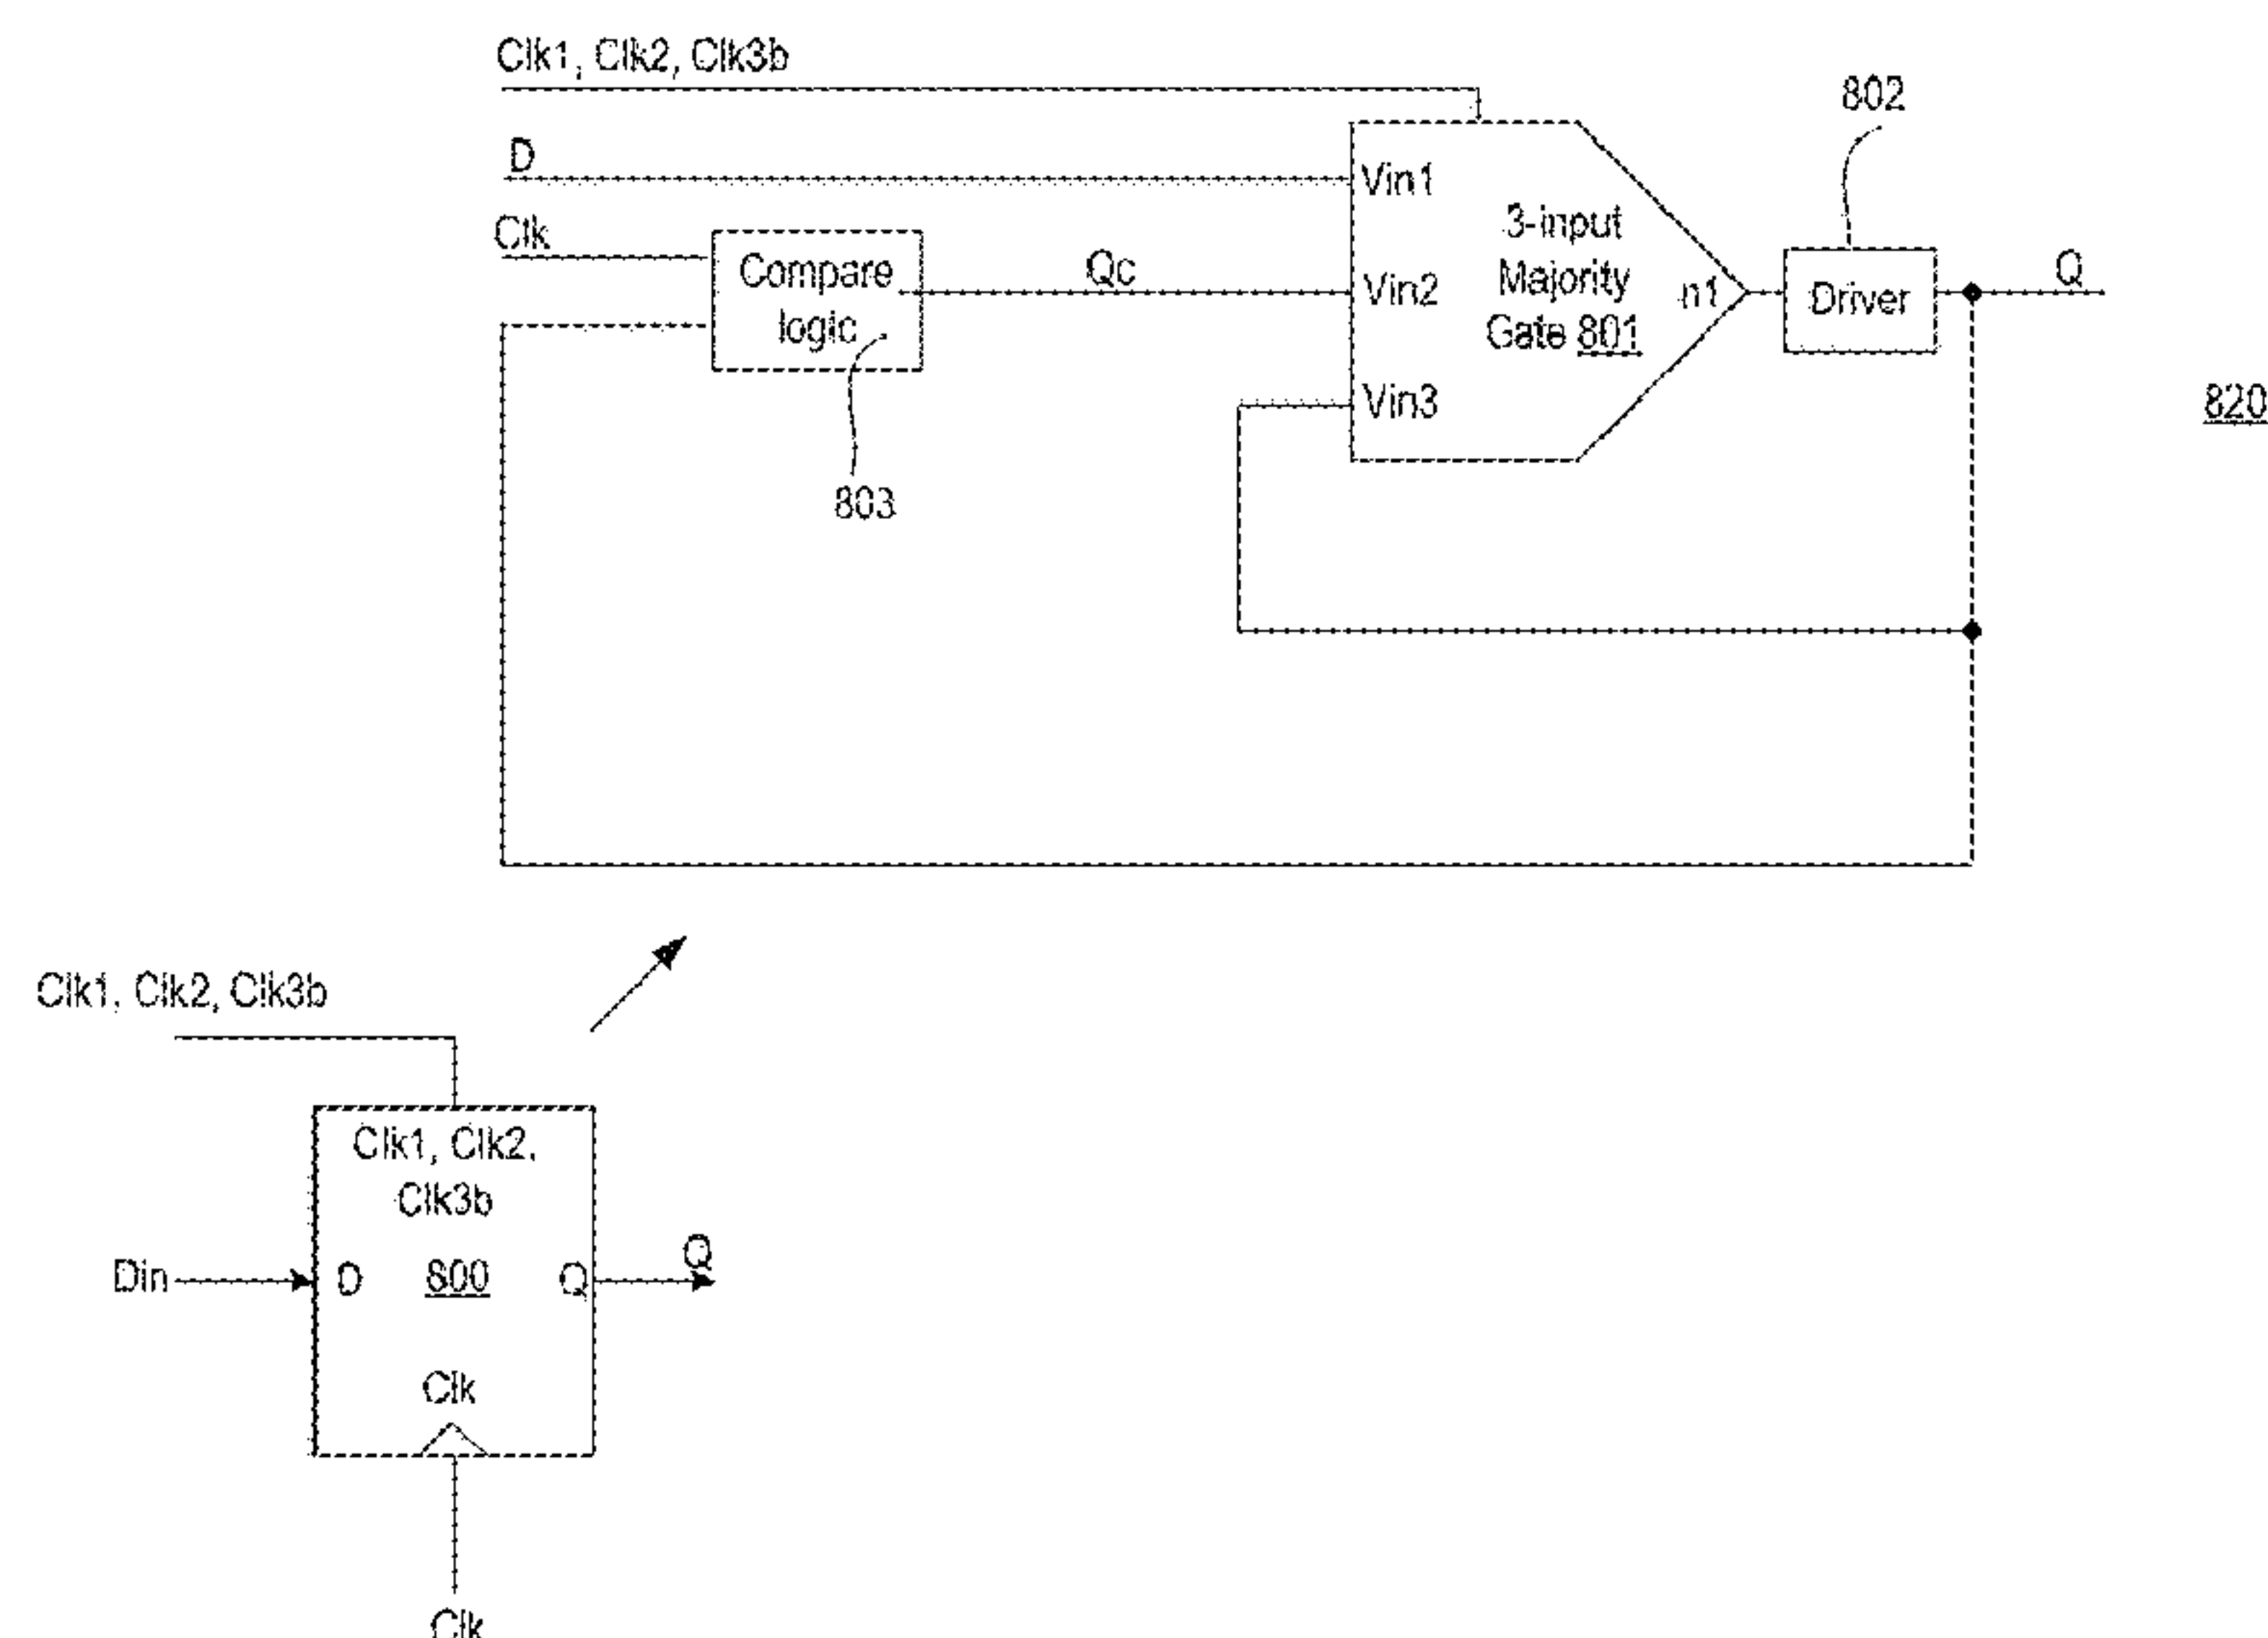 Clk1, Clk2, Clk3b
802
D
Vin1
Clk
3-input
Compare
Qc
Vin2
Majority
n1
Driver
Q
logic
Gate 801
Vin3
820
803
Clk1, Clk2, Clk3b
Clk1, Clk2,
Clk3b
Din
D
800
Q
Q
Clk
Clk